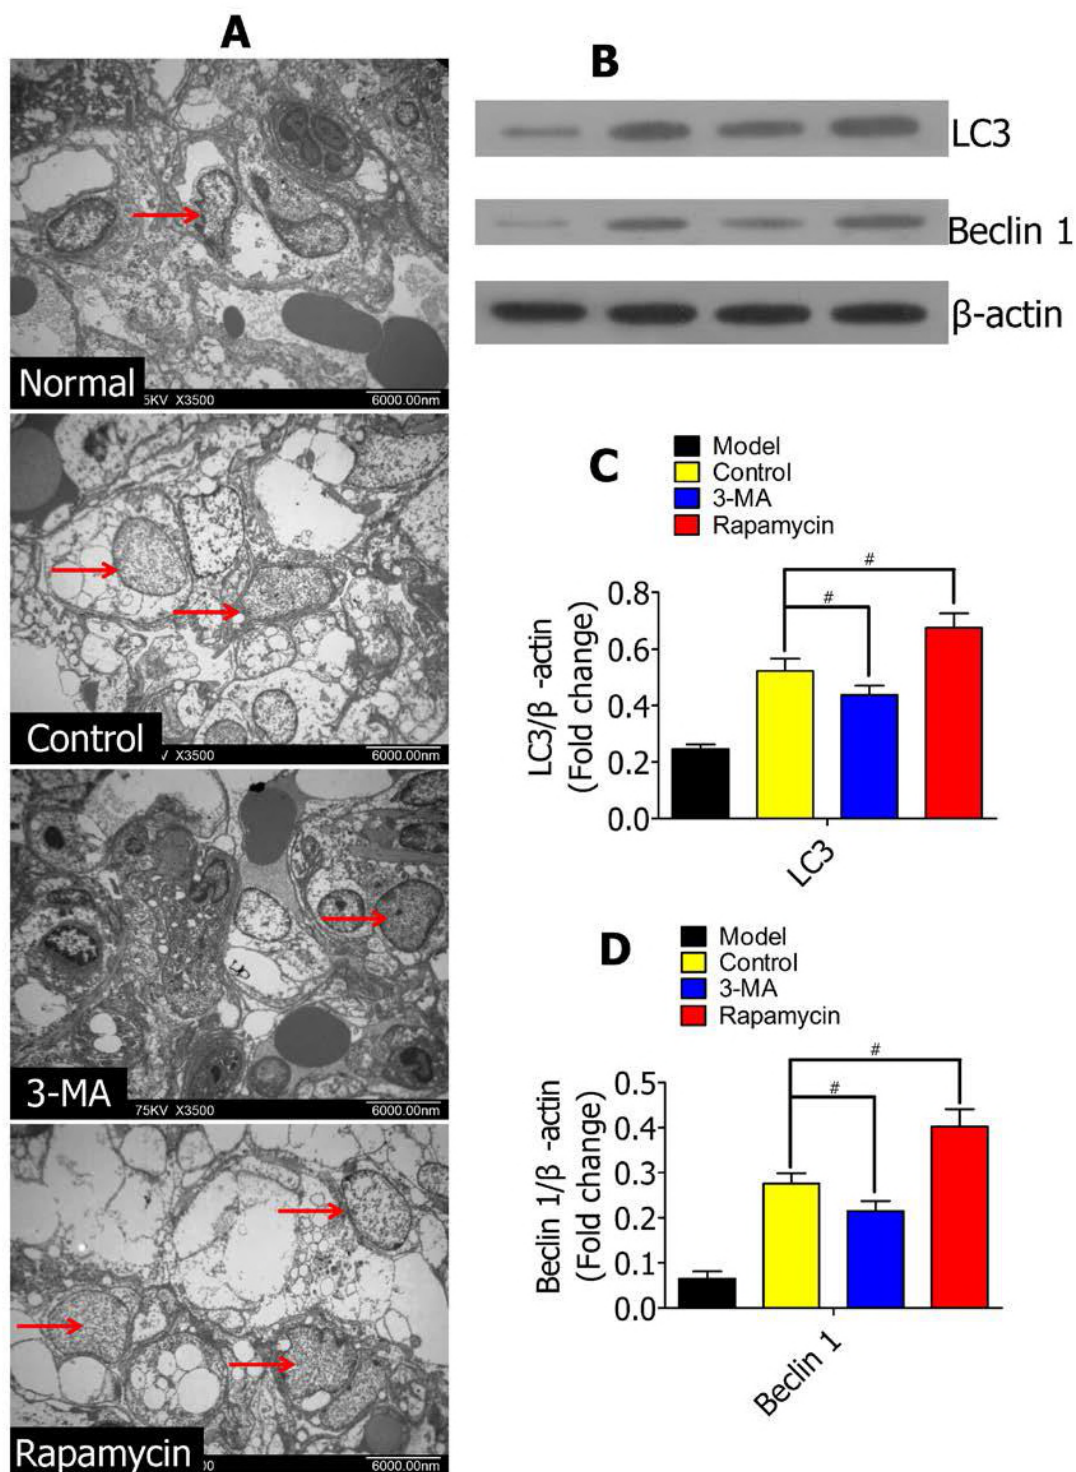 A
Normal
5KV X3500
6000.00nm
Control
V X3500
6000.00nm
3-MA
75KV X3500
6000.00nm
Rapamycin
00
6000.00nm
B
LC3
Beclin 1
β-actin
C
Model
Control
3-MA
Rapamycin
#
#
LC3/β -actin
(Fold change)
0.8
0.6
0.4
0.2
0.0
LC3
D
Model
Control
3-MA
Rapamycin
#
#
Beclin 1/β -actin
(Fold change)
0.5
0.4
0.3
0.2
0.1
0.0
Beclin 1